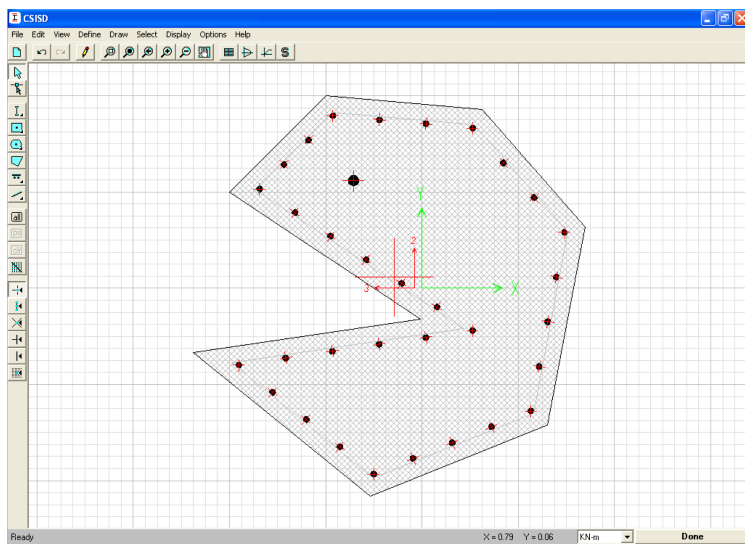 CSISD
File Edit View Define Draw Select Display Options Help
Y
2
3
X
Ready
X = 0.79 Y = 0.06
KN-m
Done